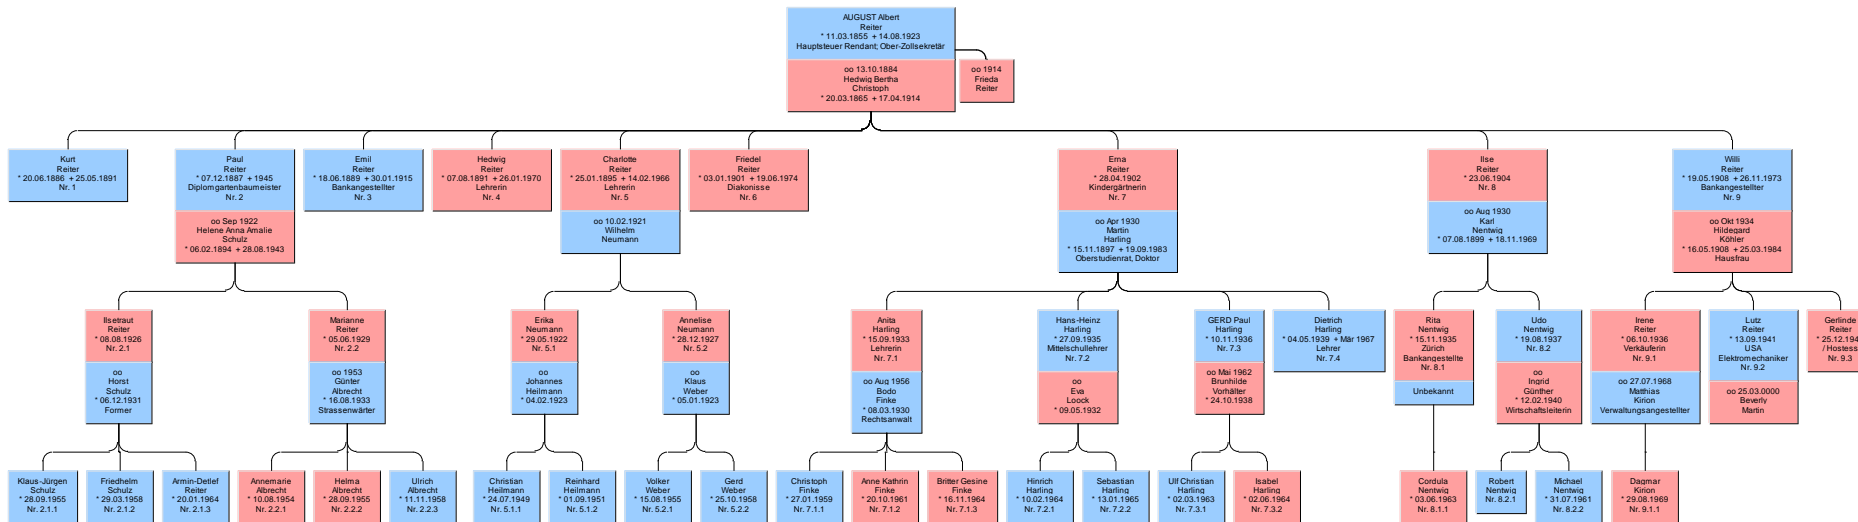 AUGUST Albert
Reiter
* 11.03.1855 + 14.08.1923
Hauptsteuer Rendant; Ober-Zollsekretär
oo 13.10.1884
Hedwig Bertha
Christoph
* 20.03.1865 + 17.04.1914
oo 1914
Frieda
Reiter
Kurt
Reiter
* 20.06.1886 + 25.05.1891
Nr. 1
Paul
Reiter
* 07.12.1887 + 1945
Diplomgartenbaumeister
Nr. 2
oo Sep 1922
Helene Anna Amalie
Schulz
* 06.02.1894 + 28.08.1943
Emil
Reiter
* 18.06.1889 + 30.01.1915
Bankangestellter
Nr. 3
Hedwig
Reiter
* 07.08.1891 + 26.01.1970
Lehrerin
Nr. 4
Charlotte
Reiter
* 25.01.1895 + 14.02.1966
Lehrerin
Nr. 5
oo 10.02.1921
Wilhelm
Neumann
Friedel
Reiter
* 03.01.1901 + 19.06.1974
Diakonisse
Nr. 6
Erna
Reiter
* 28.04.1902
Kindergärtnerin
Nr. 7
oo Apr 1930
Martin
Harling
* 15.11.1897 + 19.09.1983
Oberstudienrat, Doktor
Ilse
Reiter
* 23.06.1904
Nr. 8
oo Aug 1930
Karl
Nentwig
* 07.08.1899 + 18.11.1969
Willi
Reiter
* 19.05.1908 + 26.11.1973
Bankangestellter
Nr. 9
oo Okt 1934
Hildegard
Köhler
* 16.05.1908 + 25.03.1984
Hausfrau
Ilsetraut
Reiter
* 08.08.1926
Nr. 2.1
oo
Horst
Schulz
* 06.12.1931
Former
Marianne
Reiter
* 05.06.1929
Nr. 2.2
oo 1953
Günter
Albrecht
* 16.08.1933
Strassenwärter
Erika
Neumann
* 29.05.1922
Nr. 5.1
oo
Johannes
Heilmann
* 04.02.1923
Annelise
Neumann
* 28.12.1927
Nr. 5.2
oo
Klaus
Weber
* 05.01.1923
Anita
Harling
* 15.09.1933
Lehrerin
Nr. 7.1
oo Aug 1956
Bodo
Finke
* 08.03.1930
Rechtsanwalt
Hans-Heinz
Harling
* 27.09.1935
Mittelschullehrer
Nr. 7.2
oo
Eva
Loock
* 09.05.1932
GERD Paul
Harling
* 10.11.1936
Nr. 7.3
oo Mai 1962
Brunhilde
Vorhälter
* 24.10.1938
Dietrich
Harling
* 04.05.1939 + Mär 1967
Lehrer
Nr. 7.4
Rita
Nentwig
* 15.11.1935
Zürich
Bankangestellte
Nr. 8.1
Unbekannt
Udo
Nentwig
* 19.08.1937
Nr. 8.2
oo
Ingrid
Günther
* 12.02.1940
Wirtschaftsleiterin
Irene
Reiter
* 06.10.1936
Verkäuferin
Nr. 9.1
oo 27.07.1968
Matthias
Kirion
Verwaltungsangestellter
Lutz
Reiter
* 13.09.1941
USA
Elektromechaniker
Nr. 9.2
oo 25.03.0000
Beverly
Martin
Gerlinde
Reiter
* 25.12.194
/ Hostess
Nr. 9.3
Klaus-Jürgen
Schulz
* 28.09.1955
Nr. 2.1.1
Friedhelm
Schulz
* 29.03.1958
Nr. 2.1.2
Armin-Detlef
Reiter
* 20.01.1964
Nr. 2.1.3
Annemarie
Albrecht
* 10.08.1954
Nr. 2.2.1
Helma
Albrecht
* 28.09.1955
Nr. 2.2.2
Ulrich
Albrecht
* 11.11.1958
Nr. 2.2.3
Christian
Heilmann
* 24.07.1949
Nr. 5.1.1
Reinhard
Heilmann
* 01.09.1951
Nr. 5.1.2
Volker
Weber
* 15.08.1955
Nr. 5.2.1
Gerd
Weber
* 25.10.1958
Nr. 5.2.2
Christoph
Finke
* 27.01.1959
Nr. 7.1.1
Anne Kathrin
Finke
* 20.10.1961
Nr. 7.1.2
Britter Gesine
Finke
* 16.11.1964
Nr. 7.1.3
Hinrich
Harling
* 10.02.1964
Nr. 7.2.1
Sebastian
Harling
* 13.01.1965
Nr. 7.2.2
Ulf Christian
Harling
* 02.03.1963
Nr. 7.3.1
Isabel
Harling
* 02.06.1964
Nr. 7.3.2
Cordula
Nentwig
* 03.06.1963
Nr. 8.1.1
Robert
Nentwig
Nr. 8.2.1
Michael
Nentwig
* 31.07.1961
Nr. 8.2.2
Dagmar
Kirion
* 29.08.1969
Nr. 9.1.1